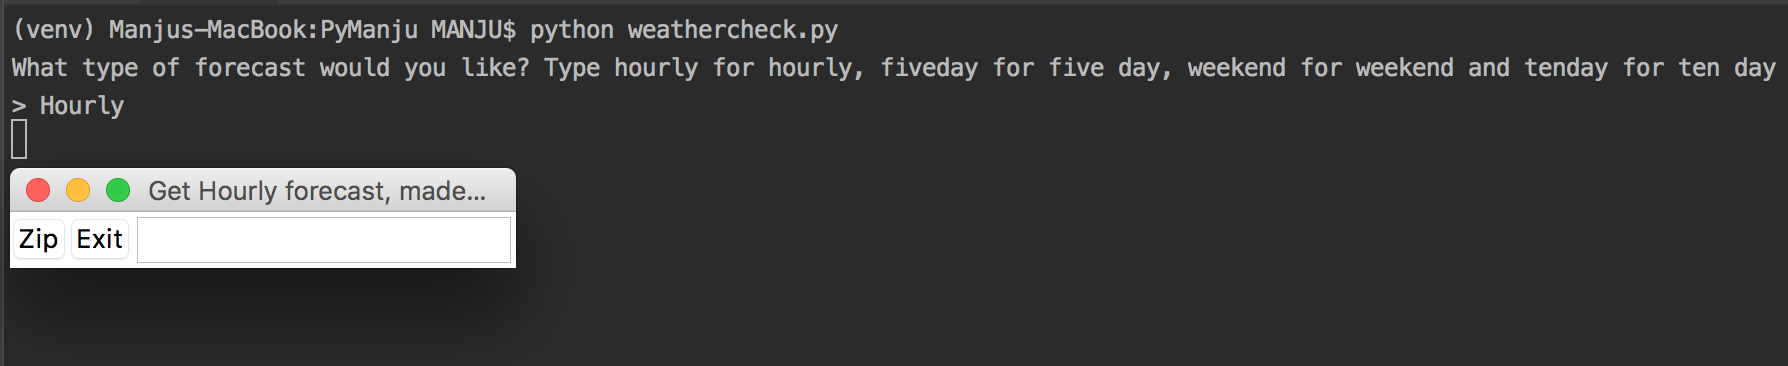 (venv) Manjus-MacBook:PyManju MANJU$ python weathercheck.py
What type of forecast would you like? Type hourly for hourly, fiveday for five day, weekend for weekend and tenday for ten day
> Hourly
Get Hourly forecast, made...
Zip Exit